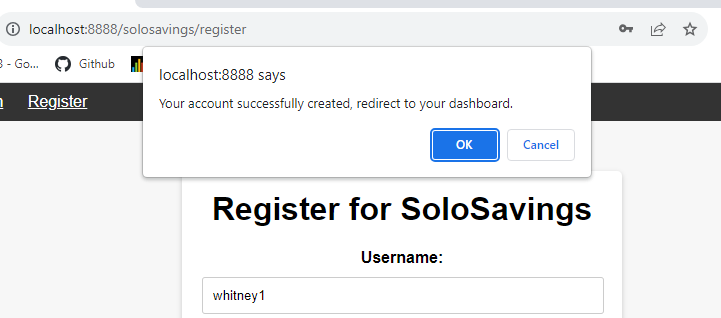 localhost:8888/solosavings/register
3 - Go...
Github
n
Register
localhost:8888 says
Your account successfully created, redirect to your dashboard.
OK
Cancel
Register for SoloSavings
Username:
whitney1